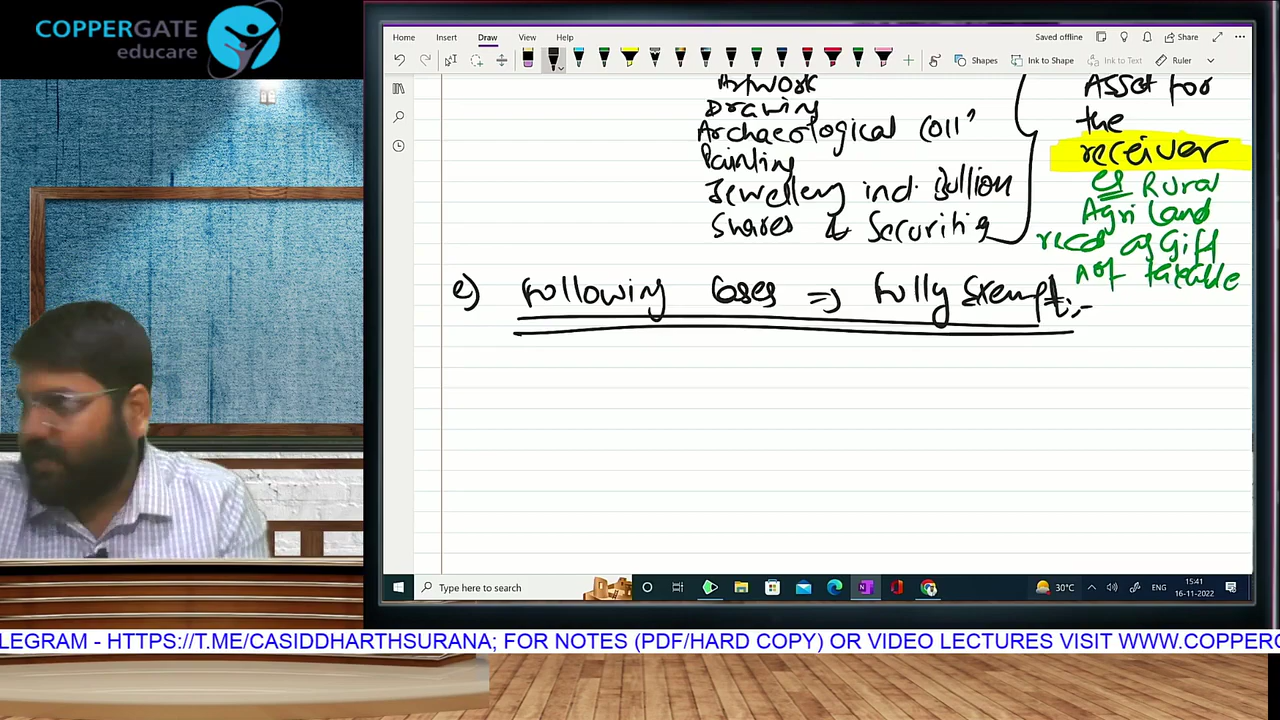 COPPERGATE
educare
Home Insert Draw View Help
Saved offline
Share
Shapes
Ink to Shape
Ink to Text
Ruler
Artwork
Drawing
Archaeological Coll'
Painting
Jewellery incl. Bullion
Shares & Securities
Asset for
the
receiver
eg Rural
Agri Land
recd as Gift
not taxable
e) Following Cases => Fully Exempt:-
Type here to search
30°C
ENG
15:41
16-11-2022
LEGRAM - HTTPS://T.ME/CASIDDHARTHSURANA; FOR NOTES (PDF/HARD COPY) OR VIDEO LECTURES VISIT WWW.COPPERG